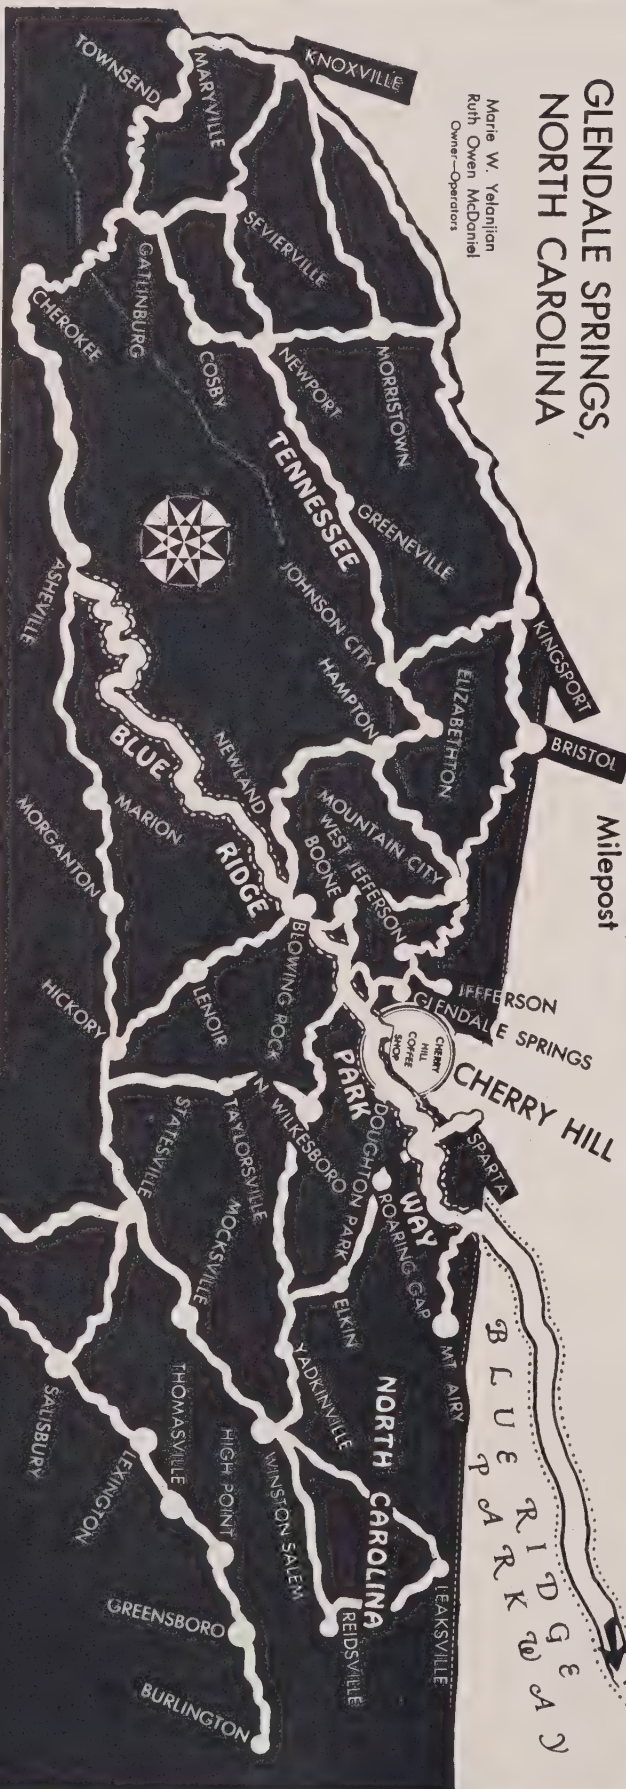 GLENDALE SPRINGS,
NORTH CAROLINA
Marie W. Yelanjian
Ruth Owen McDaniel
Owner—Operators
Milepost
KNOXVILLE
MARYVILLE
TOWNSEND
SEVIERVILLE
GATLINBURG
CHEROKEE
COSBY
NEWPORT
MORRISTOWN
TENNESSEE
GREENEVILLE
KINGSPORT
BRISTOL
JOHNSON CITY
ELIZABETHTON
HAMPTON
MOUNTAIN CITY
ASHEVILLE
BLUE
RIDGE
PARK
WAY
NEWLAND
BOONE
WEST JEFFERSON
JEFFERSON
GLENDALE SPRINGS
CHERRY HILL
CHERRY
HILL
COFFEE
SHOP
SPARTA
MARION
MORGANTON
BLOWING ROCK
LENOIR
HICKORY
N. WILKESBORO
TAYLORSVILLE
STATESVILLE
DOUGHTON PARK
ROARING GAP
ELKIN
MT. AIRY
MOCKSVILLE
YADKINVILLE
SALISBURY
LEXINGTON
THOMASVILLE
HIGH POINT
WINSTON SALEM
NORTH
CAROLINA
LEAKSVILLE
REIDSVILLE
GREENSBORO
BURLINGTON
BLUE RIDGE
PARKWAY